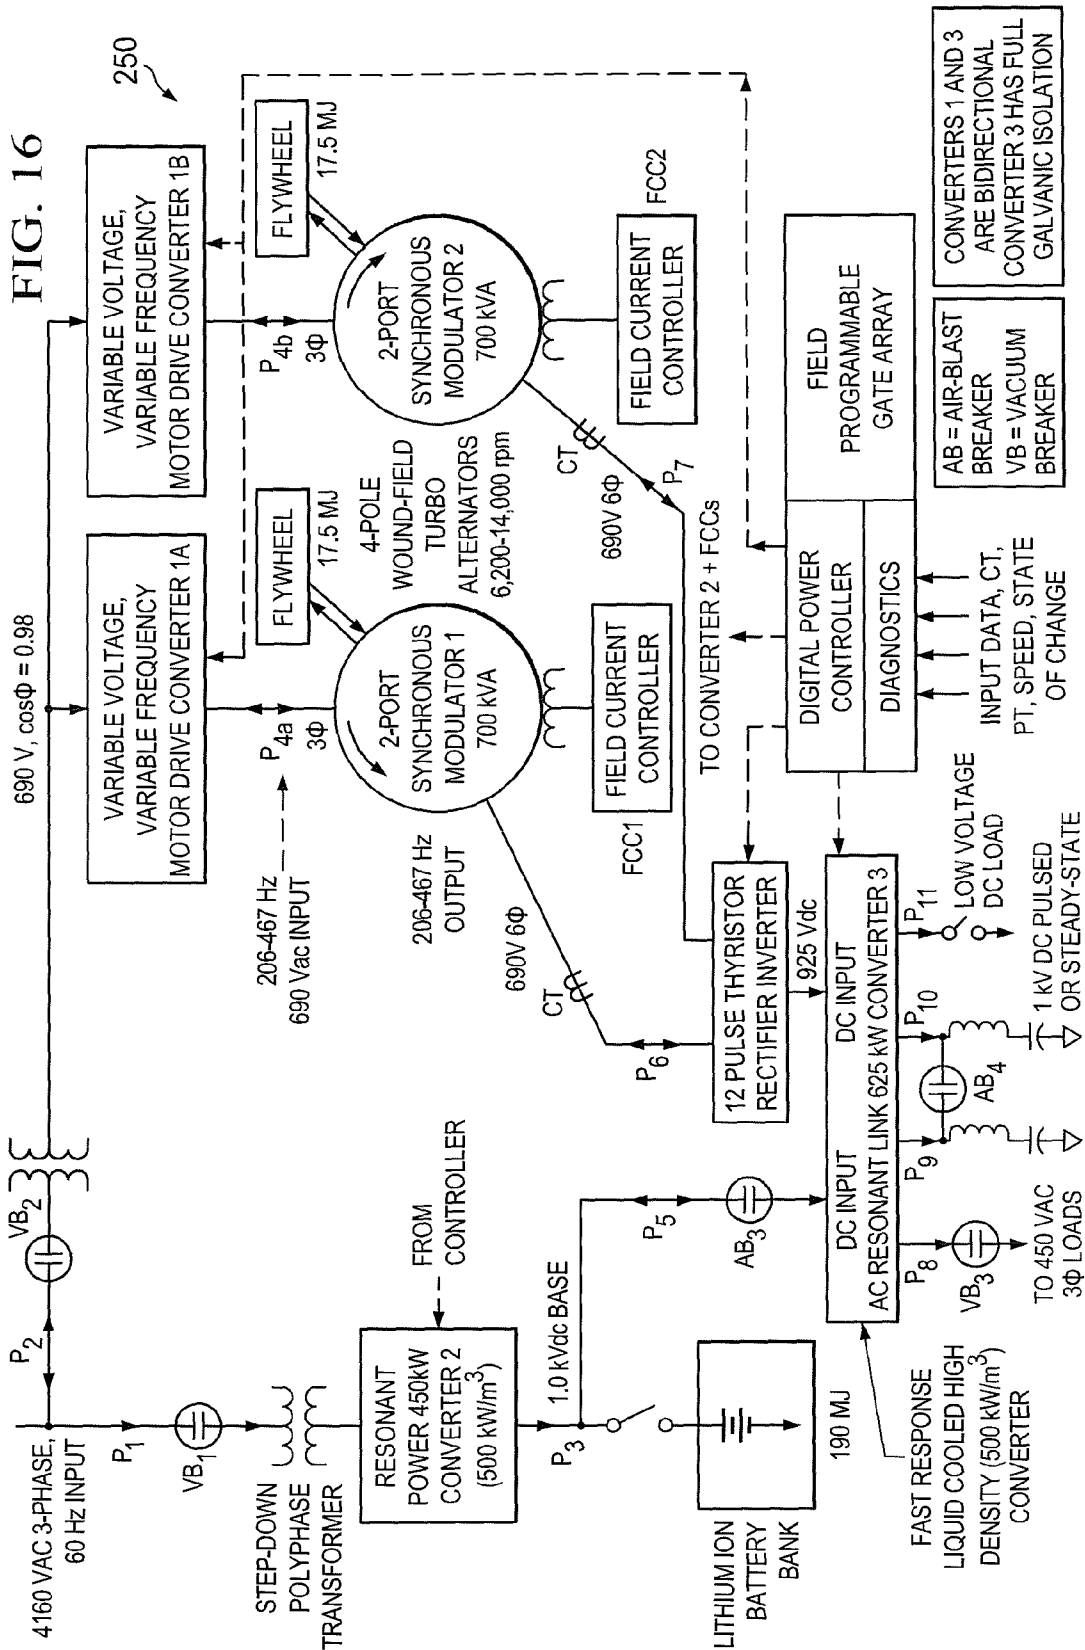 FIG. 16
250
4160 VAC 3-PHASE,
60 Hz INPUT
P2
VB2
690 V, cosΦ = 0.98
P1
VB1
STEP-DOWN
POLYPHASE
TRANSFORMER
RESONANT
POWER 450kW
CONVERTER 2
(500 kW/m³)
FROM
CONTROLLER
P3
1.0 kVdc BASE
LITHIUM ION
BATTERY
BANK
190 MJ
P5
AB3
VARIABLE VOLTAGE,
VARIABLE FREQUENCY
MOTOR DRIVE CONVERTER 1A
VARIABLE VOLTAGE,
VARIABLE FREQUENCY
MOTOR DRIVE CONVERTER 1B
206-467 Hz
690 Vac INPUT
P4a
3Φ
FLYWHEEL
17.5 MJ
P4b
3Φ
FLYWHEEL
17.5 MJ
2-PORT
SYNCHRONOUS
MODULATOR 1
700 kVA
206-467 Hz
OUTPUT
4-POLE
WOUND-FIELD
TURBO
ALTERNATORS
6,200-14,000 rpm
2-PORT
SYNCHRONOUS
MODULATOR 2
700 kVA
690V 6Φ
CT
P6
FIELD CURRENT
CONTROLLER
FCC1
CT
690V 6Φ
P7
FIELD CURRENT
CONTROLLER
FCC2
TO CONVERTER 2 + FCCs
12 PULSE THYRISTOR
RECTIFIER INVERTER
925 Vdc
DIGITAL POWER
CONTROLLER
DIAGNOSTICS
FIELD
PROGRAMMABLE
GATE ARRAY
INPUT DATA, CT,
PT, SPEED, STATE
OF CHANGE
DC INPUT
DC INPUT
AC RESONANT LINK 625 kW CONVERTER 3
FAST RESPONSE
LIQUID COOLED HIGH
DENSITY (500 kW/m³)
CONVERTER
P8
VB3
TO 450 VAC
3Φ LOADS
P9
AB4
P10
1 kV DC PULSED
OR STEADY-STATE
P11
LOW VOLTAGE
DC LOAD
AB = AIR-BLAST
BREAKER
VB = VACUUM
BREAKER
CONVERTERS 1 AND 3
ARE BIDIRECTIONAL
CONVERTER 3 HAS FULL
GALVANIC ISOLATION